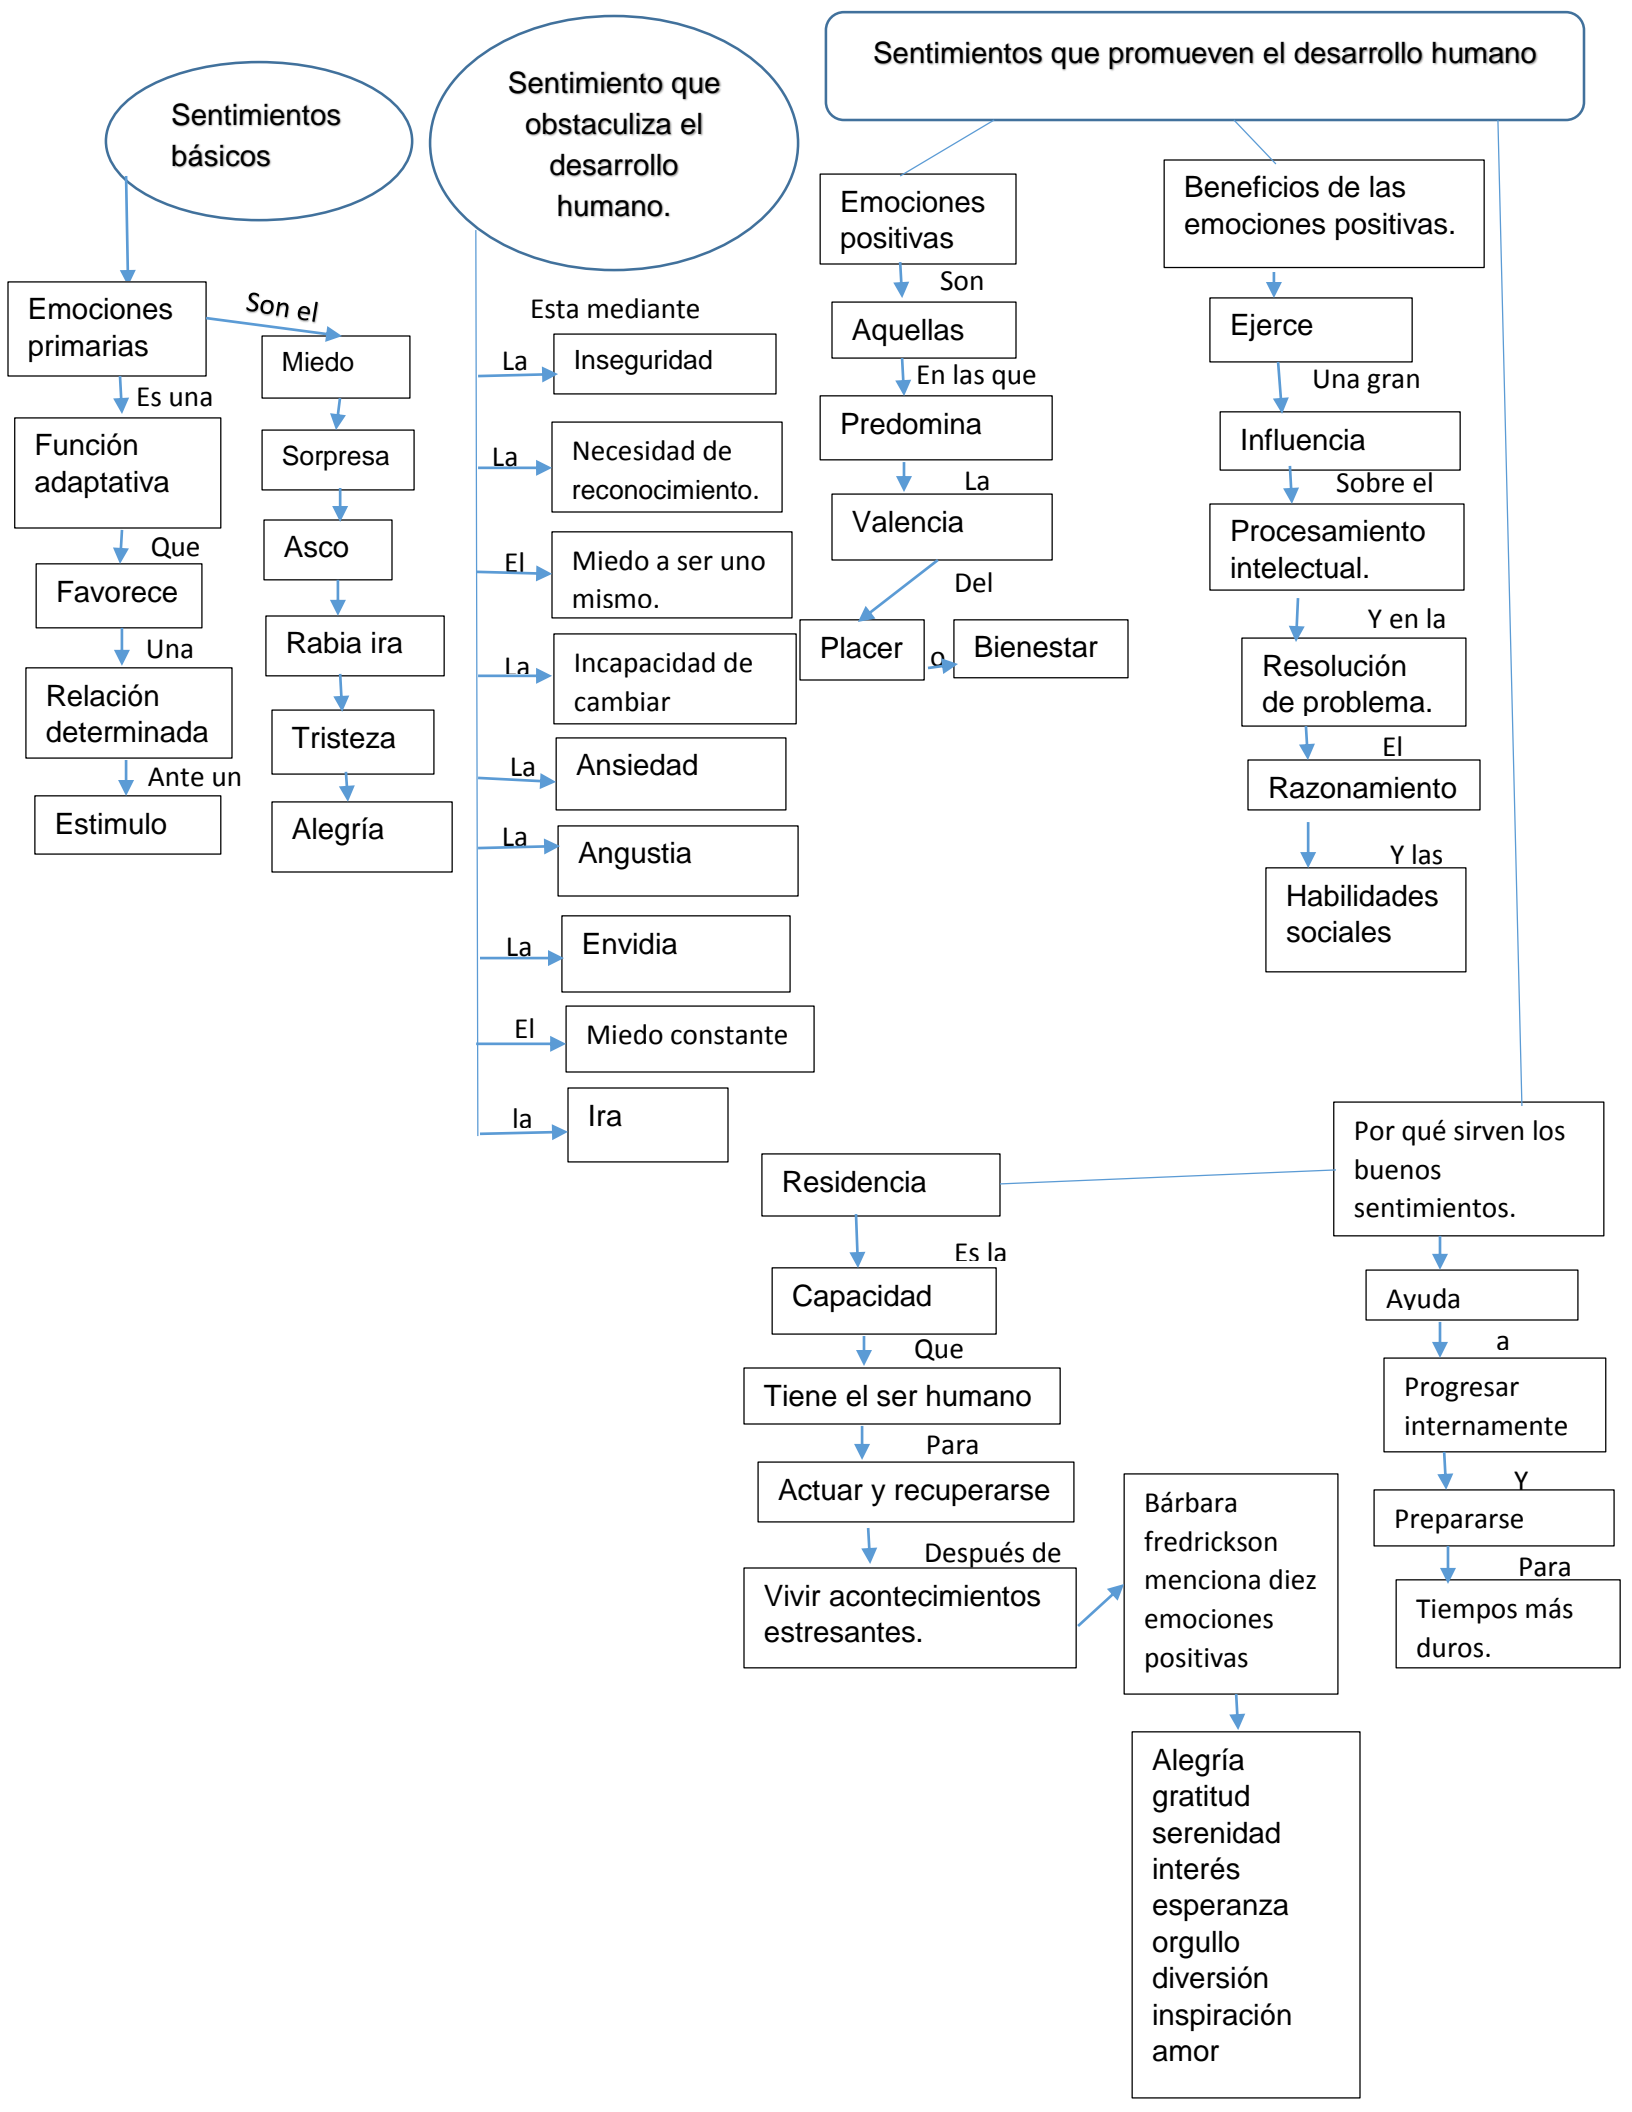 Sentimientos
básicos
Emociones
primarias
Son el
Es una
Función
adaptativa
Que
Favorece
Una
Relación
determinada
Ante un
Estimulo
Miedo
Sorpresa
Asco
Rabia ira
Tristeza
Alegría
Sentimiento que
obstaculiza el
desarrollo
humano.
Esta mediante
La
Inseguridad
La
Necesidad de
reconocimiento.
El
Miedo a ser uno
mismo.
La
Incapacidad de
cambiar
La
Ansiedad
La
Angustia
La
Envidia
El
Miedo constante
la
Ira
Sentimientos que promueven el desarrollo humano
Emociones
positivas
Son
Aquellas
En las que
Predomina
La
Valencia
Del
Placer
o
Bienestar
Beneficios de las
emociones positivas.
Ejerce
Una gran
Influencia
Sobre el
Procesamiento
intelectual.
Y en la
Resolución
de problema.
El
Razonamiento
Y las
Habilidades
sociales
Por qué sirven los
buenos
sentimientos.
Ayuda
a
Progresar
internamente
Y
Prepararse
Para
Tiempos más
duros.
Residencia
Es la
Capacidad
Que
Tiene el ser humano
Para
Actuar y recuperarse
Después de
Vivir acontecimientos
estresantes.
Bárbara
fredrickson
menciona diez
emociones
positivas
Alegría
gratitud
serenidad
interés
esperanza
orgullo
diversión
inspiración
amor